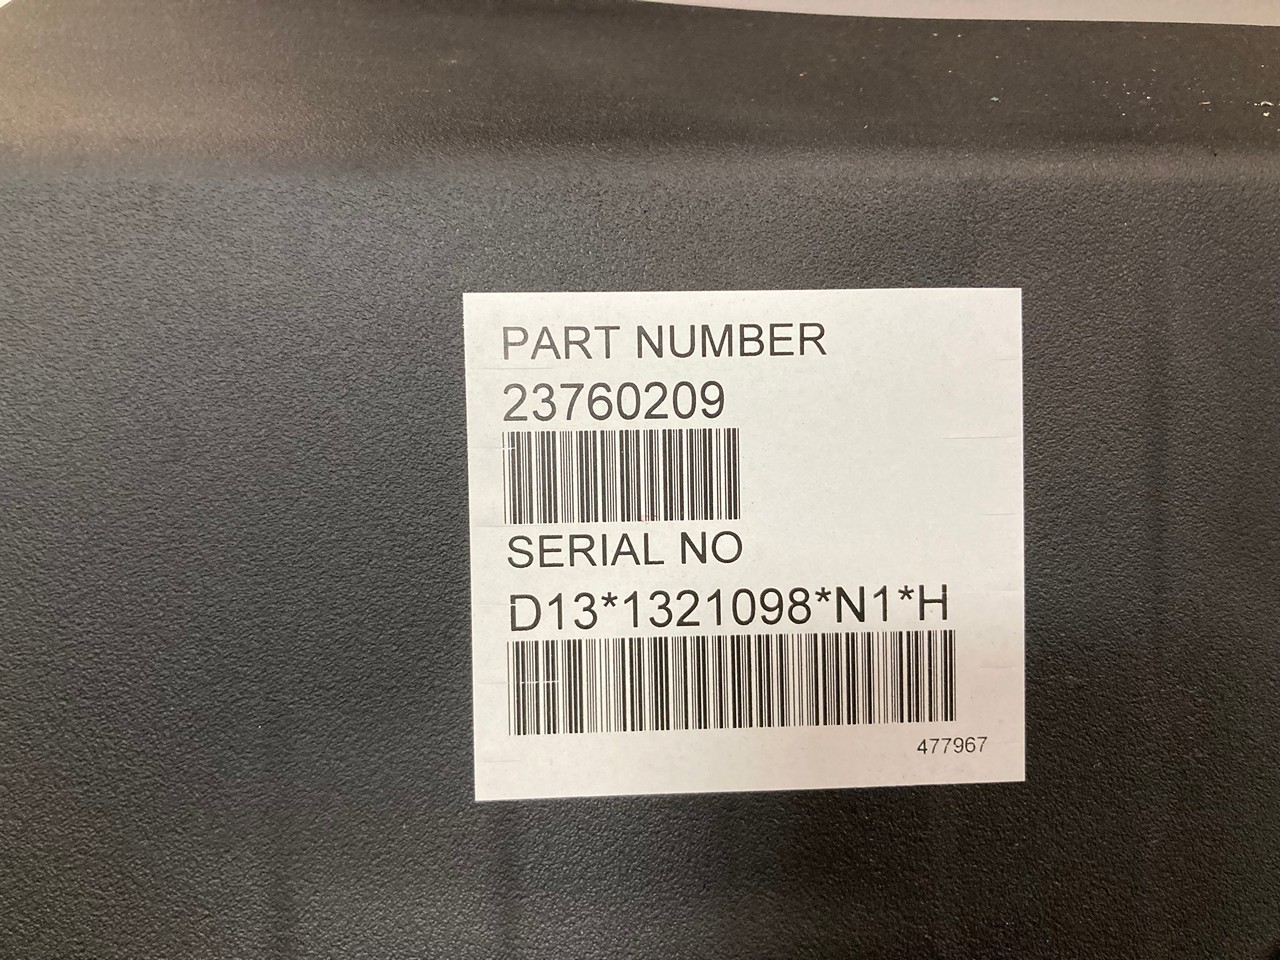 PART NUMBER
23760209
SERIAL NO
D13*1321098*N1*H
477967